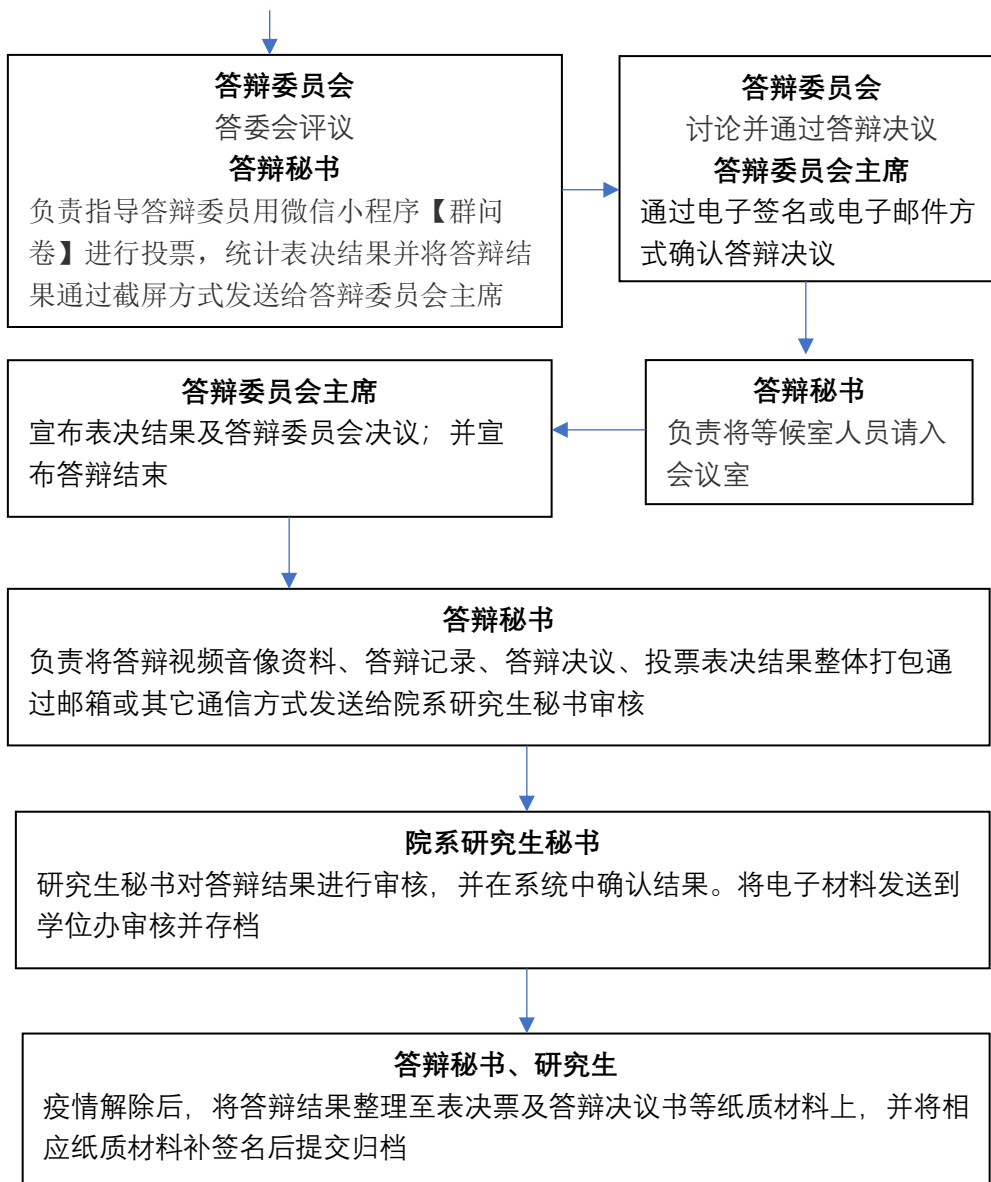 答辩委员会
答委会评议
答辩秘书
负责指导答辩委员用微信小程序【群问
卷】进行投票，统计表决结果并将答辩结
果通过截屏方式发送给答辩委员会主席
答辩委员会
讨论并通过答辩决议
答辩委员会主席
通过电子签名或电子邮件方
式确认答辩决议
答辩秘书
负责将等候室人员请入
会议室
答辩委员会主席
宣布表决结果及答辩委员会决议；并宣
布答辩结束
答辩秘书
负责将答辩视频音像资料、答辩记录、答辩决议、投票表决结果整体打包通
过邮箱或其它通信方式发送给院系研究生秘书审核
院系研究生秘书
研究生秘书对答辩结果进行审核，并在系统中确认结果。将电子材料发送到
学位办审核并存档
答辩秘书、研究生
疫情解除后，将答辩结果整理至表决票及答辩决议书等纸质材料上，并将相
应纸质材料补签名后提交归档